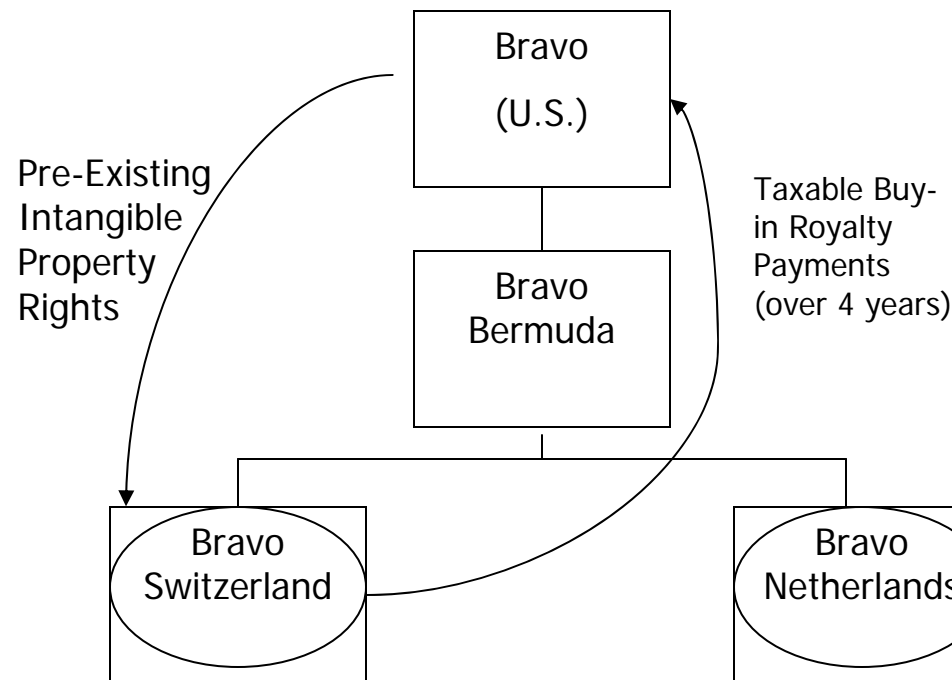 Bravo
(U.S.)
Pre-Existing
Intangible
Property
Rights
Taxable Buy-
in Royalty
Payments
(over 4 years)
Bravo
Bermuda
Bravo
Switzerland
Bravo
Netherlands